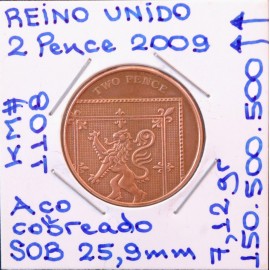 REINO UNIDO
2 Pence 2009
KM#
1108
TWO PENCE
150.500.500
7,12gr
Aço
cobreado
SOB 25,9mm